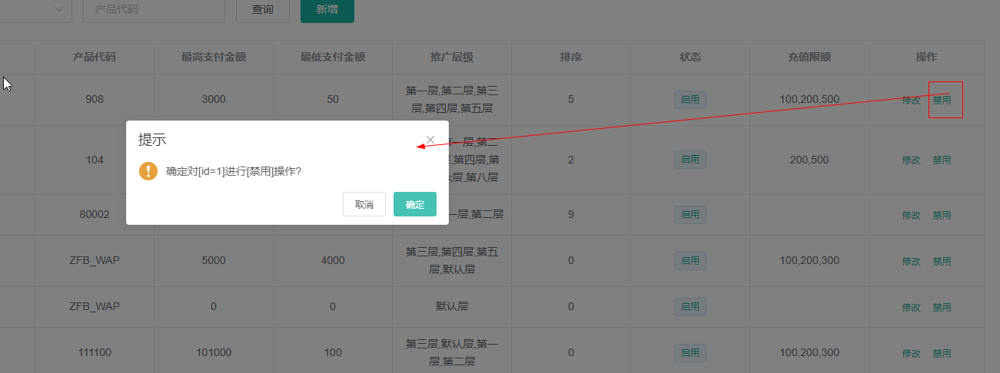 产品代码 查询 新增
产品代码 最高支付金额 最低支付金额 推广层级 排序 状态 充值限额 操作
第一层,第二层,第三
908 3000 50 5 启用 100,200,500 修改 禁用
层,第四层,第五层
提示
第一层,第二
104 层,第四层,第 2 启用 200,500 修改 禁用
层,第八层
确定对[id=1]进行[禁用]操作?
取消 确定
80002 一层,第二层 9 启用 修改 禁用
第三层,第四层,第五
ZFB_WAP 5000 4000 0 启用 100,200,300 修改 禁用
层,默认层
ZFB_WAP 0 0 默认层 0 启用 修改 禁用
第三层,默认层,第一
111100 101000 100 0 启用 100,200,300 修改 禁用
层,第二层